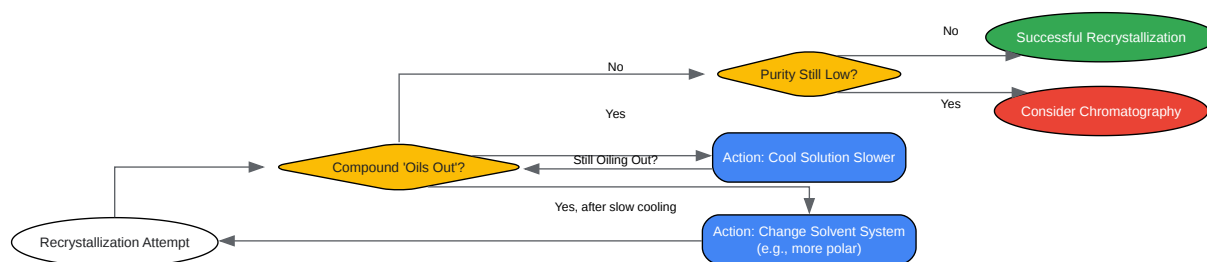 No
Successful Recrystallization
No
Purity Still Low?
Yes
Consider Chromatography
Yes
Compound 'Oils Out'?
Still Oiling Out?
Action: Cool Solution Slower
Yes, after slow cooling
Recrystallization Attempt
Action: Change Solvent System
(e.g., more polar)